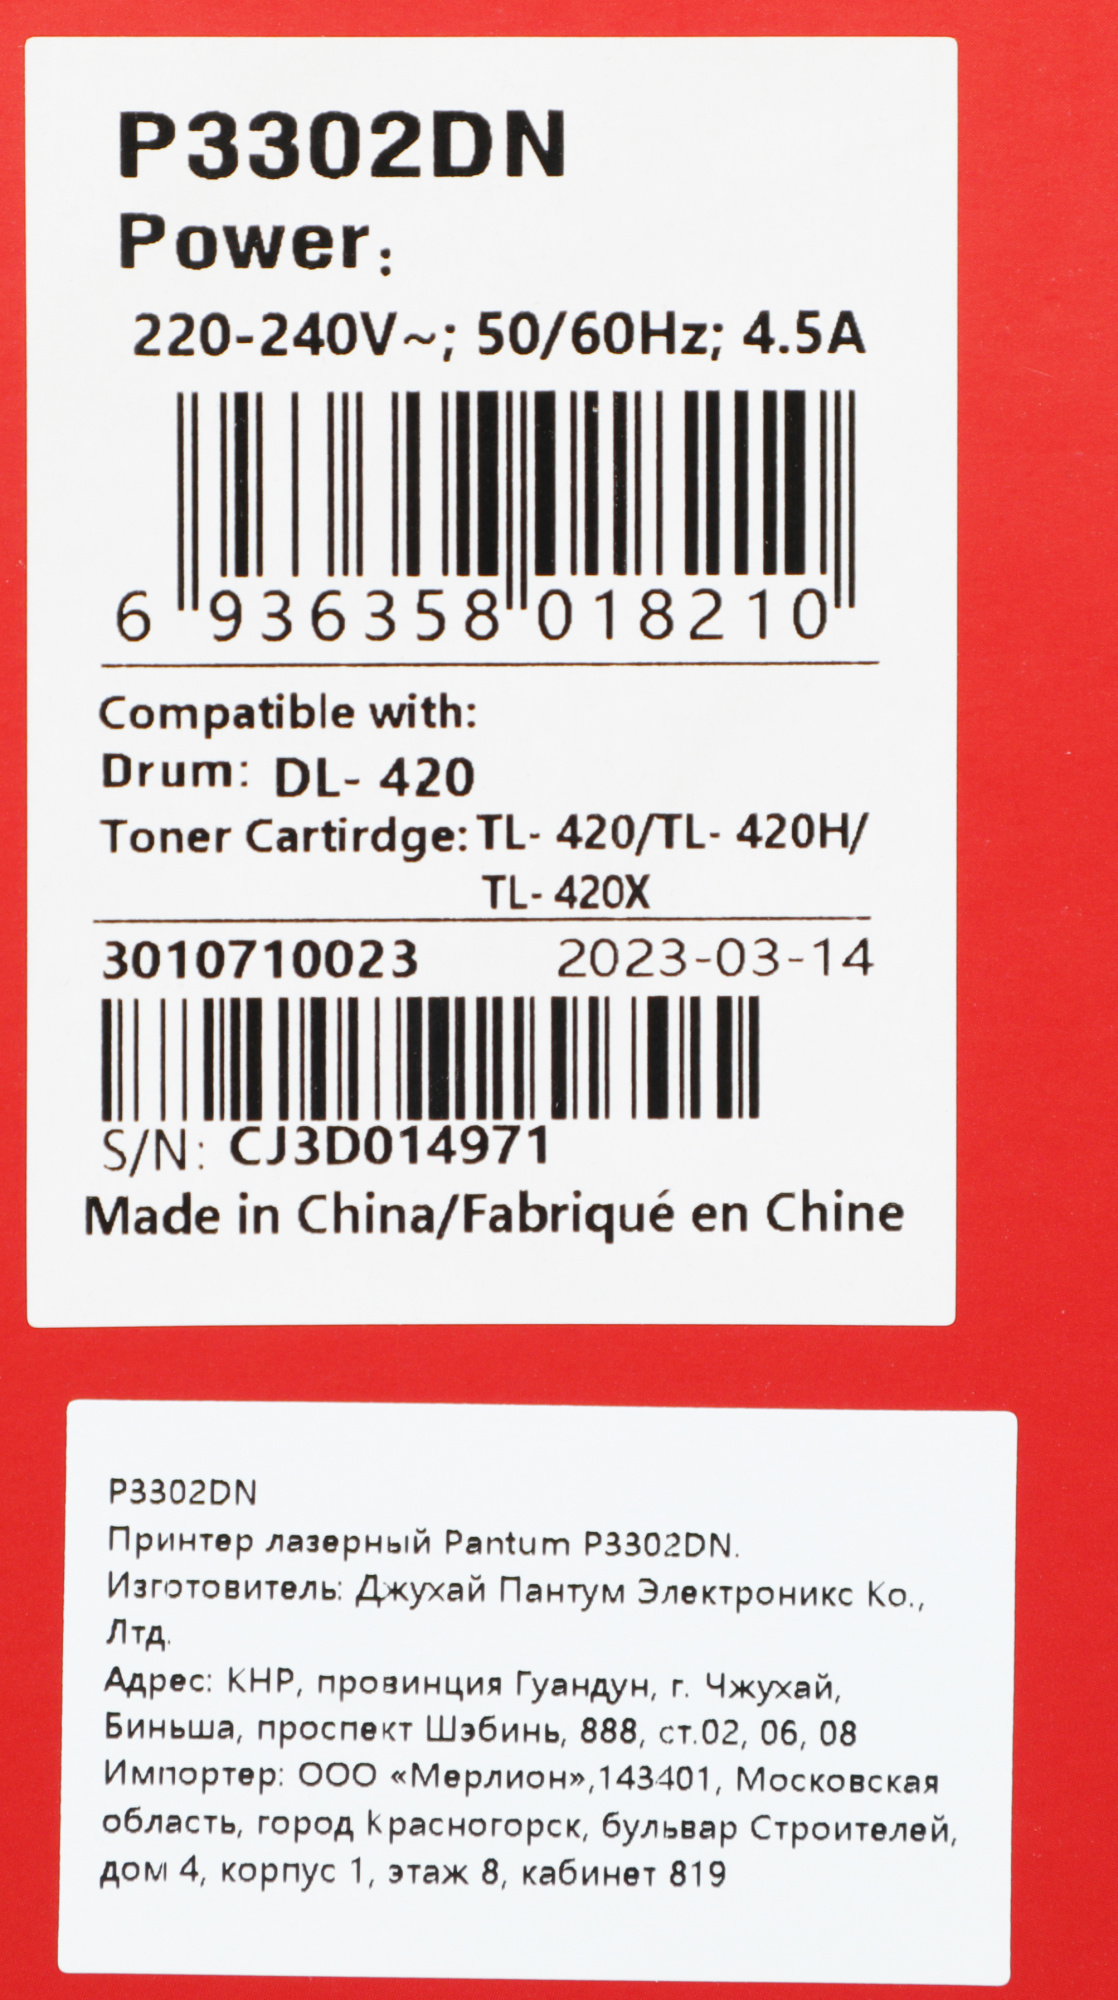 P3302DN
Power:
220-240V~; 50/60Hz; 4.5A
6 936358 018210
Compatible with:
Drum: DL- 420
Toner Cartirdge: TL- 420/TL- 420H/
TL- 420X
3010710023 2023-03-14
S/N: CJ3D014971
Made in China/Fabriqué en Chine
P3302DN
Принтер лазерный Pantum P3302DN.
Изготовитель: Джухай Пантум Электроникс Ко.,
Лтд.
Адрес: КНР, провинция Гуандун, г. Чжухай,
Биньша, проспект Шэбинь, 888, ст.02, 06, 08
Импортер: ООО «Мерлион»,143401, Московская
область, город Красногорск, бульвар Строителей,
дом 4, корпус 1, этаж 8, кабинет 819